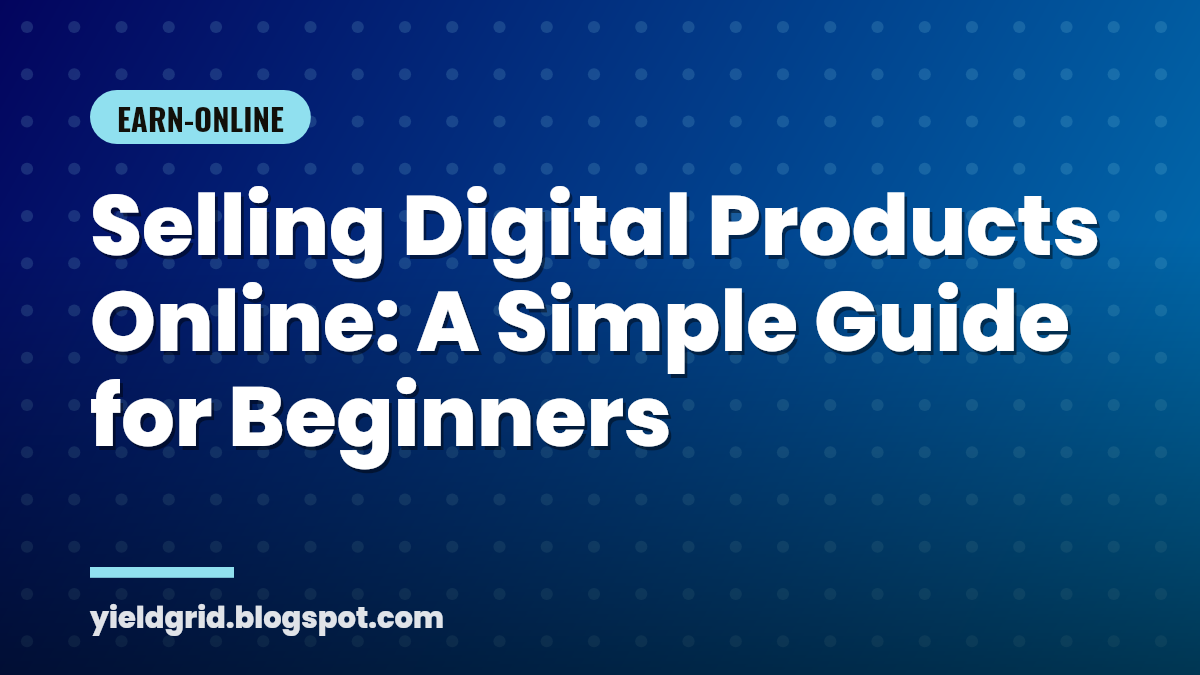 EARN-ONLINE
Selling Digital Products
Online: A Simple Guide
for Beginners
yieldgrid.blogspot.com